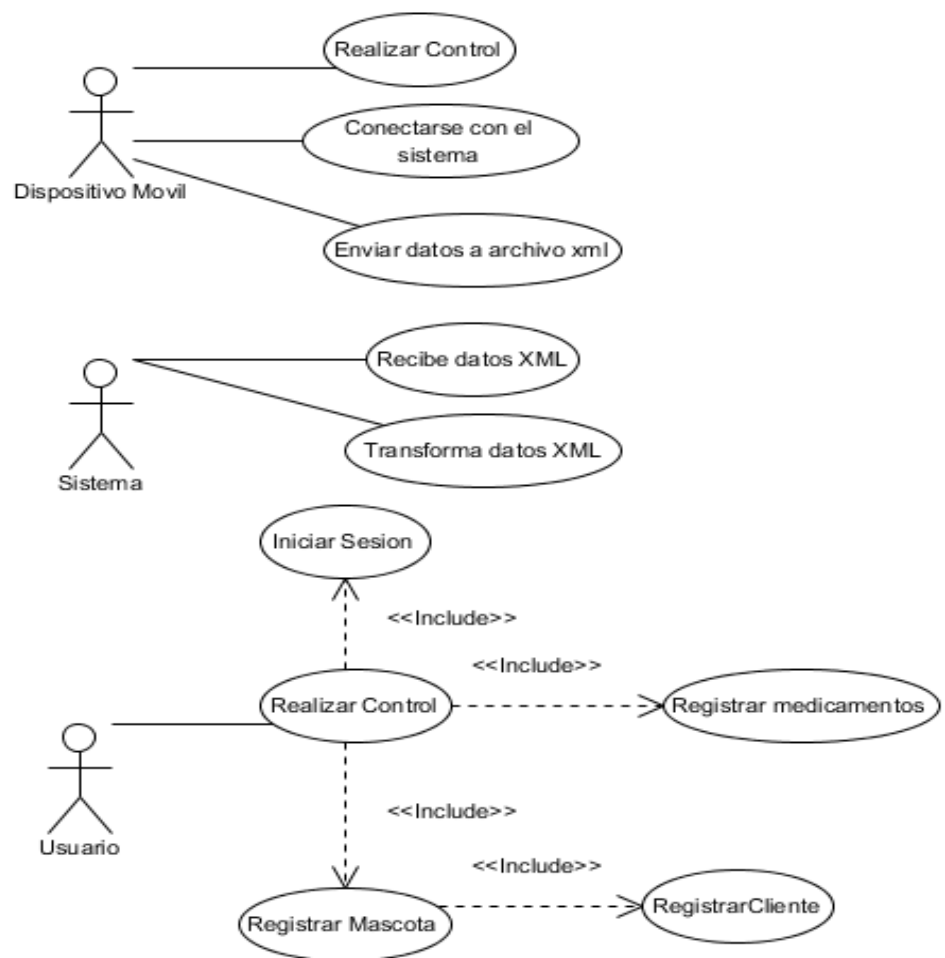 Realizar Control
Conectarse con el
sistema
Dispositivo Movil
Enviar datos a archivo xml
Recibe datos XML
Transforma datos XML
Sistema
Iniciar Sesion
<<Include>>
<<Include>>
Realizar Control
Registrar medicamentos
<<Include>>
Usuario
<<Include>>
Registrar Mascota
RegistrarCliente